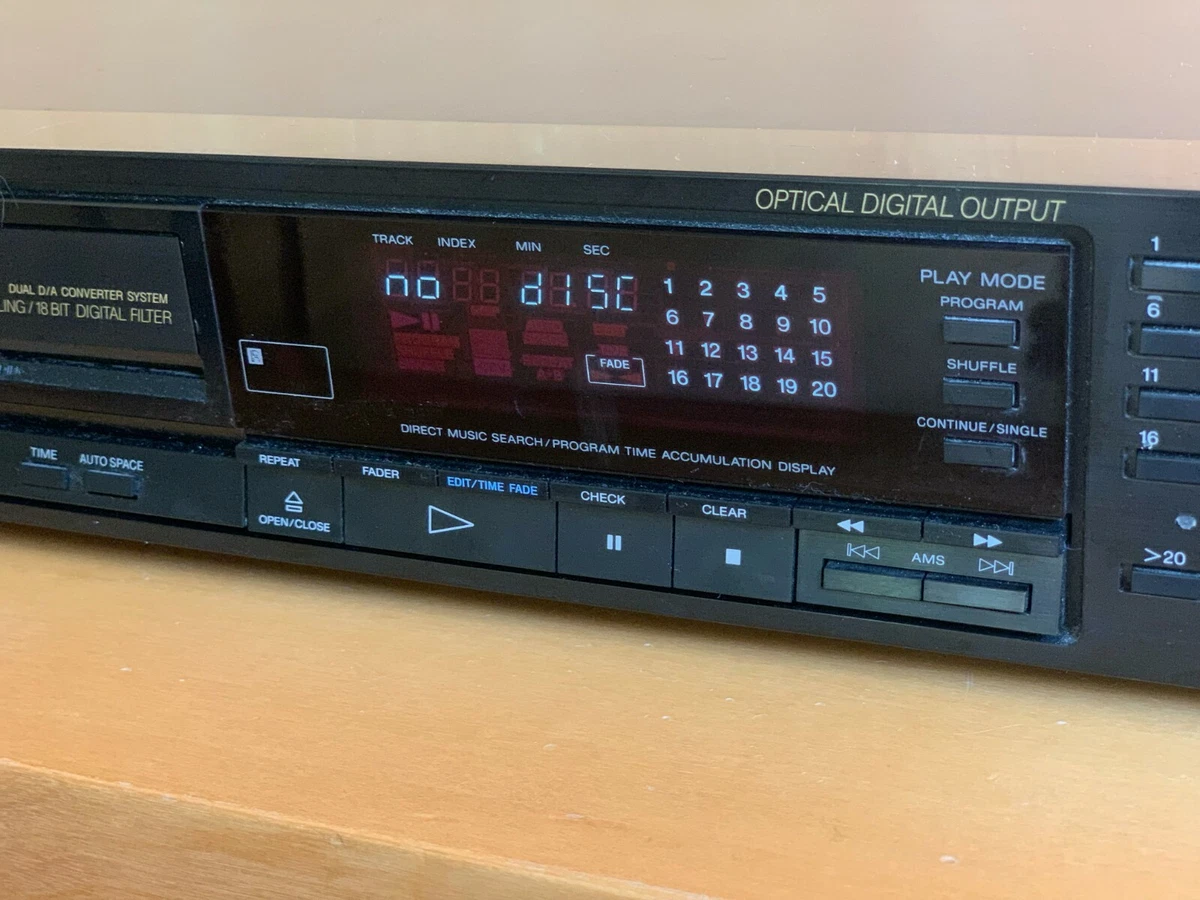 OPTICAL DIGITAL OUTPUT
DUAL D/A CONVERTER SYSTEM
LING / 18 BIT DIGITAL FILTER
TRACK INDEX MIN SEC
no dISC
1 2 3 4 5
6 7 8 9 10
11 12 13 14 15
16 17 18 19 20
FADE
DIRECT MUSIC SEARCH/PROGRAM TIME ACCUMULATION DISPLAY
PLAY MODE
PROGRAM
SHUFFLE
CONTINUE/SINGLE
1
6
11
16
>20
TIME AUTO SPACE
REPEAT
OPEN/CLOSE
FADER
EDIT/TIME FADE
CHECK
CLEAR
AMS